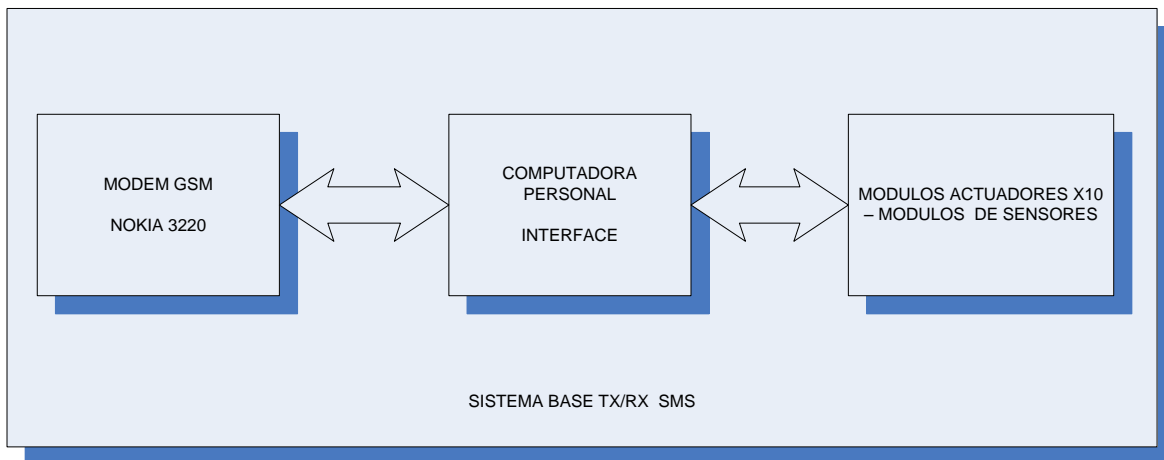 MODEM GSM
NOKIA 3220
COMPUTADORA
PERSONAL
INTERFACE
MODULOS ACTUADORES X10
– MODULOS DE SENSORES
SISTEMA BASE TX/RX SMS